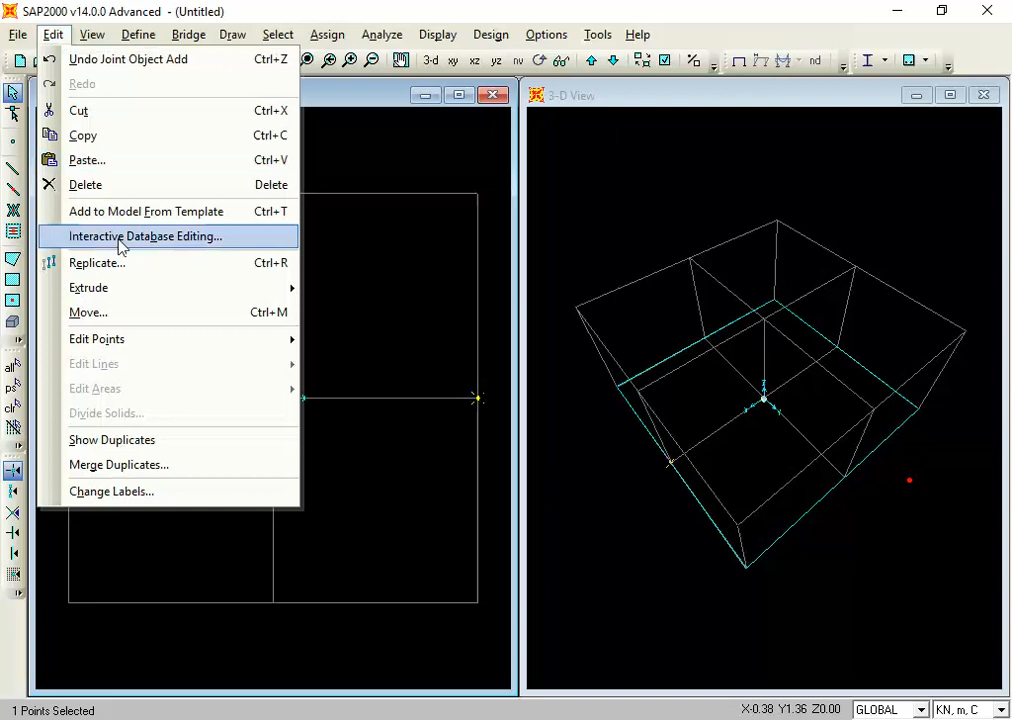 SAP2000 v14.0.0 Advanced - (Untitled)
File Edit View Define Bridge Draw Select Assign Analyze Display Design Options Tools Help
3-d xy xz yz nv nd
3-D View
Undo Joint Object Add Ctrl+Z
Redo
Cut Ctrl+X
Copy Ctrl+C
Paste... Ctrl+V
Delete Delete
Add to Model From Template Ctrl+T
Interactive Database Editing...
Replicate... Ctrl+R
Extrude
Move... Ctrl+M
Edit Points
Edit Lines
Edit Areas
Divide Solids...
Show Duplicates
Merge Duplicates...
Change Labels...
all
ps
clr
1 Points Selected
X-0.38 Y1.36 Z0.00
GLOBAL
KN, m, C